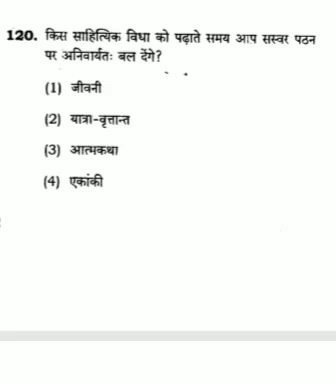 120. किस साहित्यिक विधा को पढ़ाते समय आप सस्वर पठन
पर अनिवार्यतः बल देंगे?
(1) जीवनी
(2) यात्रा-वृत्तान्त
(3) आत्मकथा
(4) एकांकी